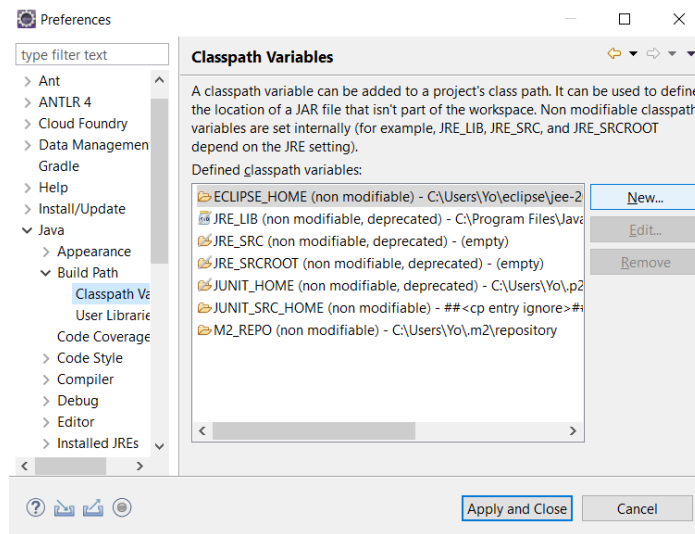 Preferences
type filter text
Ant
ANTLR 4
Cloud Foundry
Data Managemen
Gradle
Help
Install/Update
Java
Appearance
Build Path
Classpath Va
User Librarie
Code Coverage
Code Style
Compiler
Debug
Editor
Installed JREs
Classpath Variables
A classpath variable can be added to a project's class path. It can be used to define
the location of a JAR file that isn't part of the workspace. Non modifiable classpath
variables are set internally (for example, JRE_LIB, JRE_SRC, and JRE_SRCROOT
depend on the JRE setting).
Defined classpath variables:
ECLIPSE_HOME (non modifiable) - C:\Users\Yo\eclipse\jee-2
JRE_LIB (non modifiable, deprecated) - C:\Program Files\Java
JRE_SRC (non modifiable, deprecated) - (empty)
JRE_SRCROOT (non modifiable, deprecated) - (empty)
JUNIT_HOME (non modifiable, deprecated) - C:\Users\Yo\.p2
JUNIT_SRC_HOME (non modifiable) - ##<cp entry ignore>##
M2_REPO (non modifiable) - C:\Users\Yo\.m2\repository
New...
Edit...
Remove
Apply and Close
Cancel